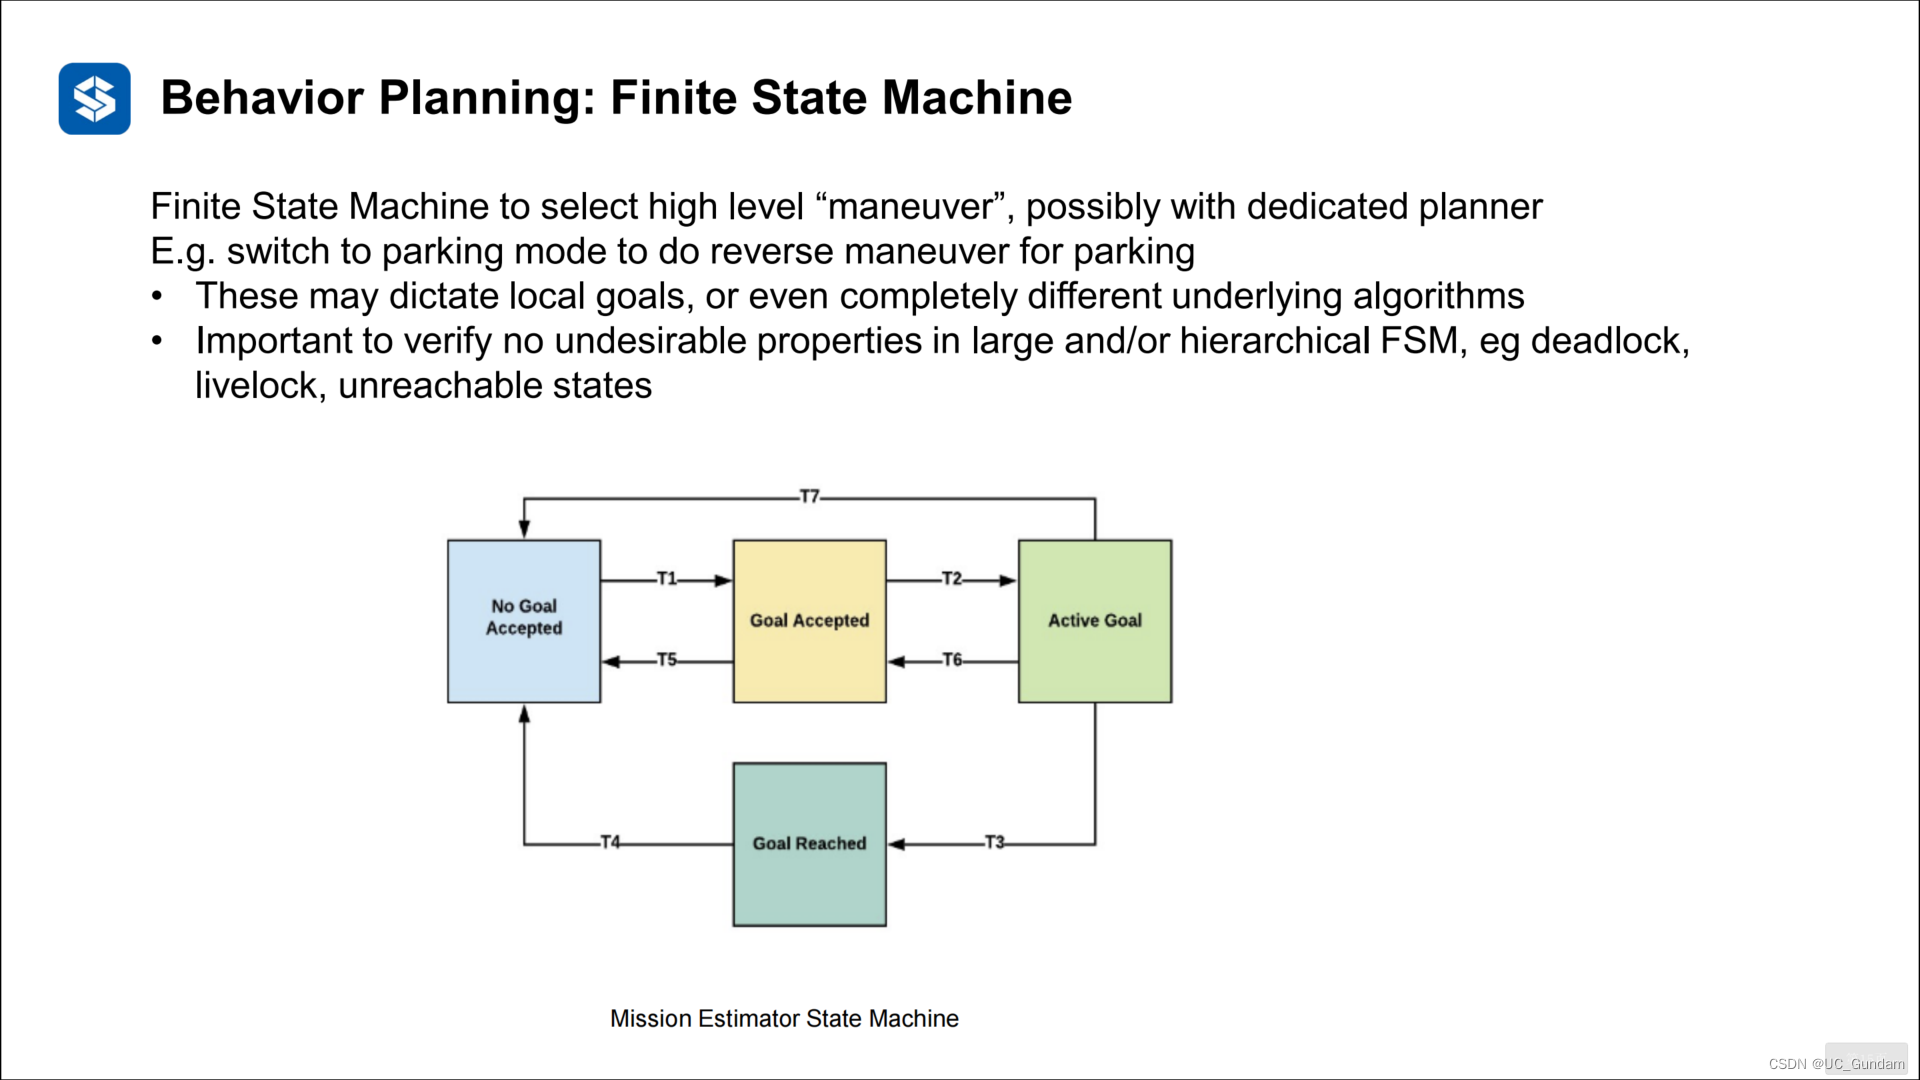 Behavior Planning: Finite State Machine
Finite State Machine to select high level “maneuver”, possibly with dedicated planner
E.g. switch to parking mode to do reverse maneuver for parking
• These may dictate local goals, or even completely different underlying algorithms
• Important to verify no undesirable properties in large and/or hierarchical FSM, eg deadlock,
livelock, unreachable states
T7
No Goal
Accepted
T1
Goal Accepted
T2
Active Goal
T5
T6
T4
Goal Reached
T3
Mission Estimator State Machine
CSDN @UC_Gundam